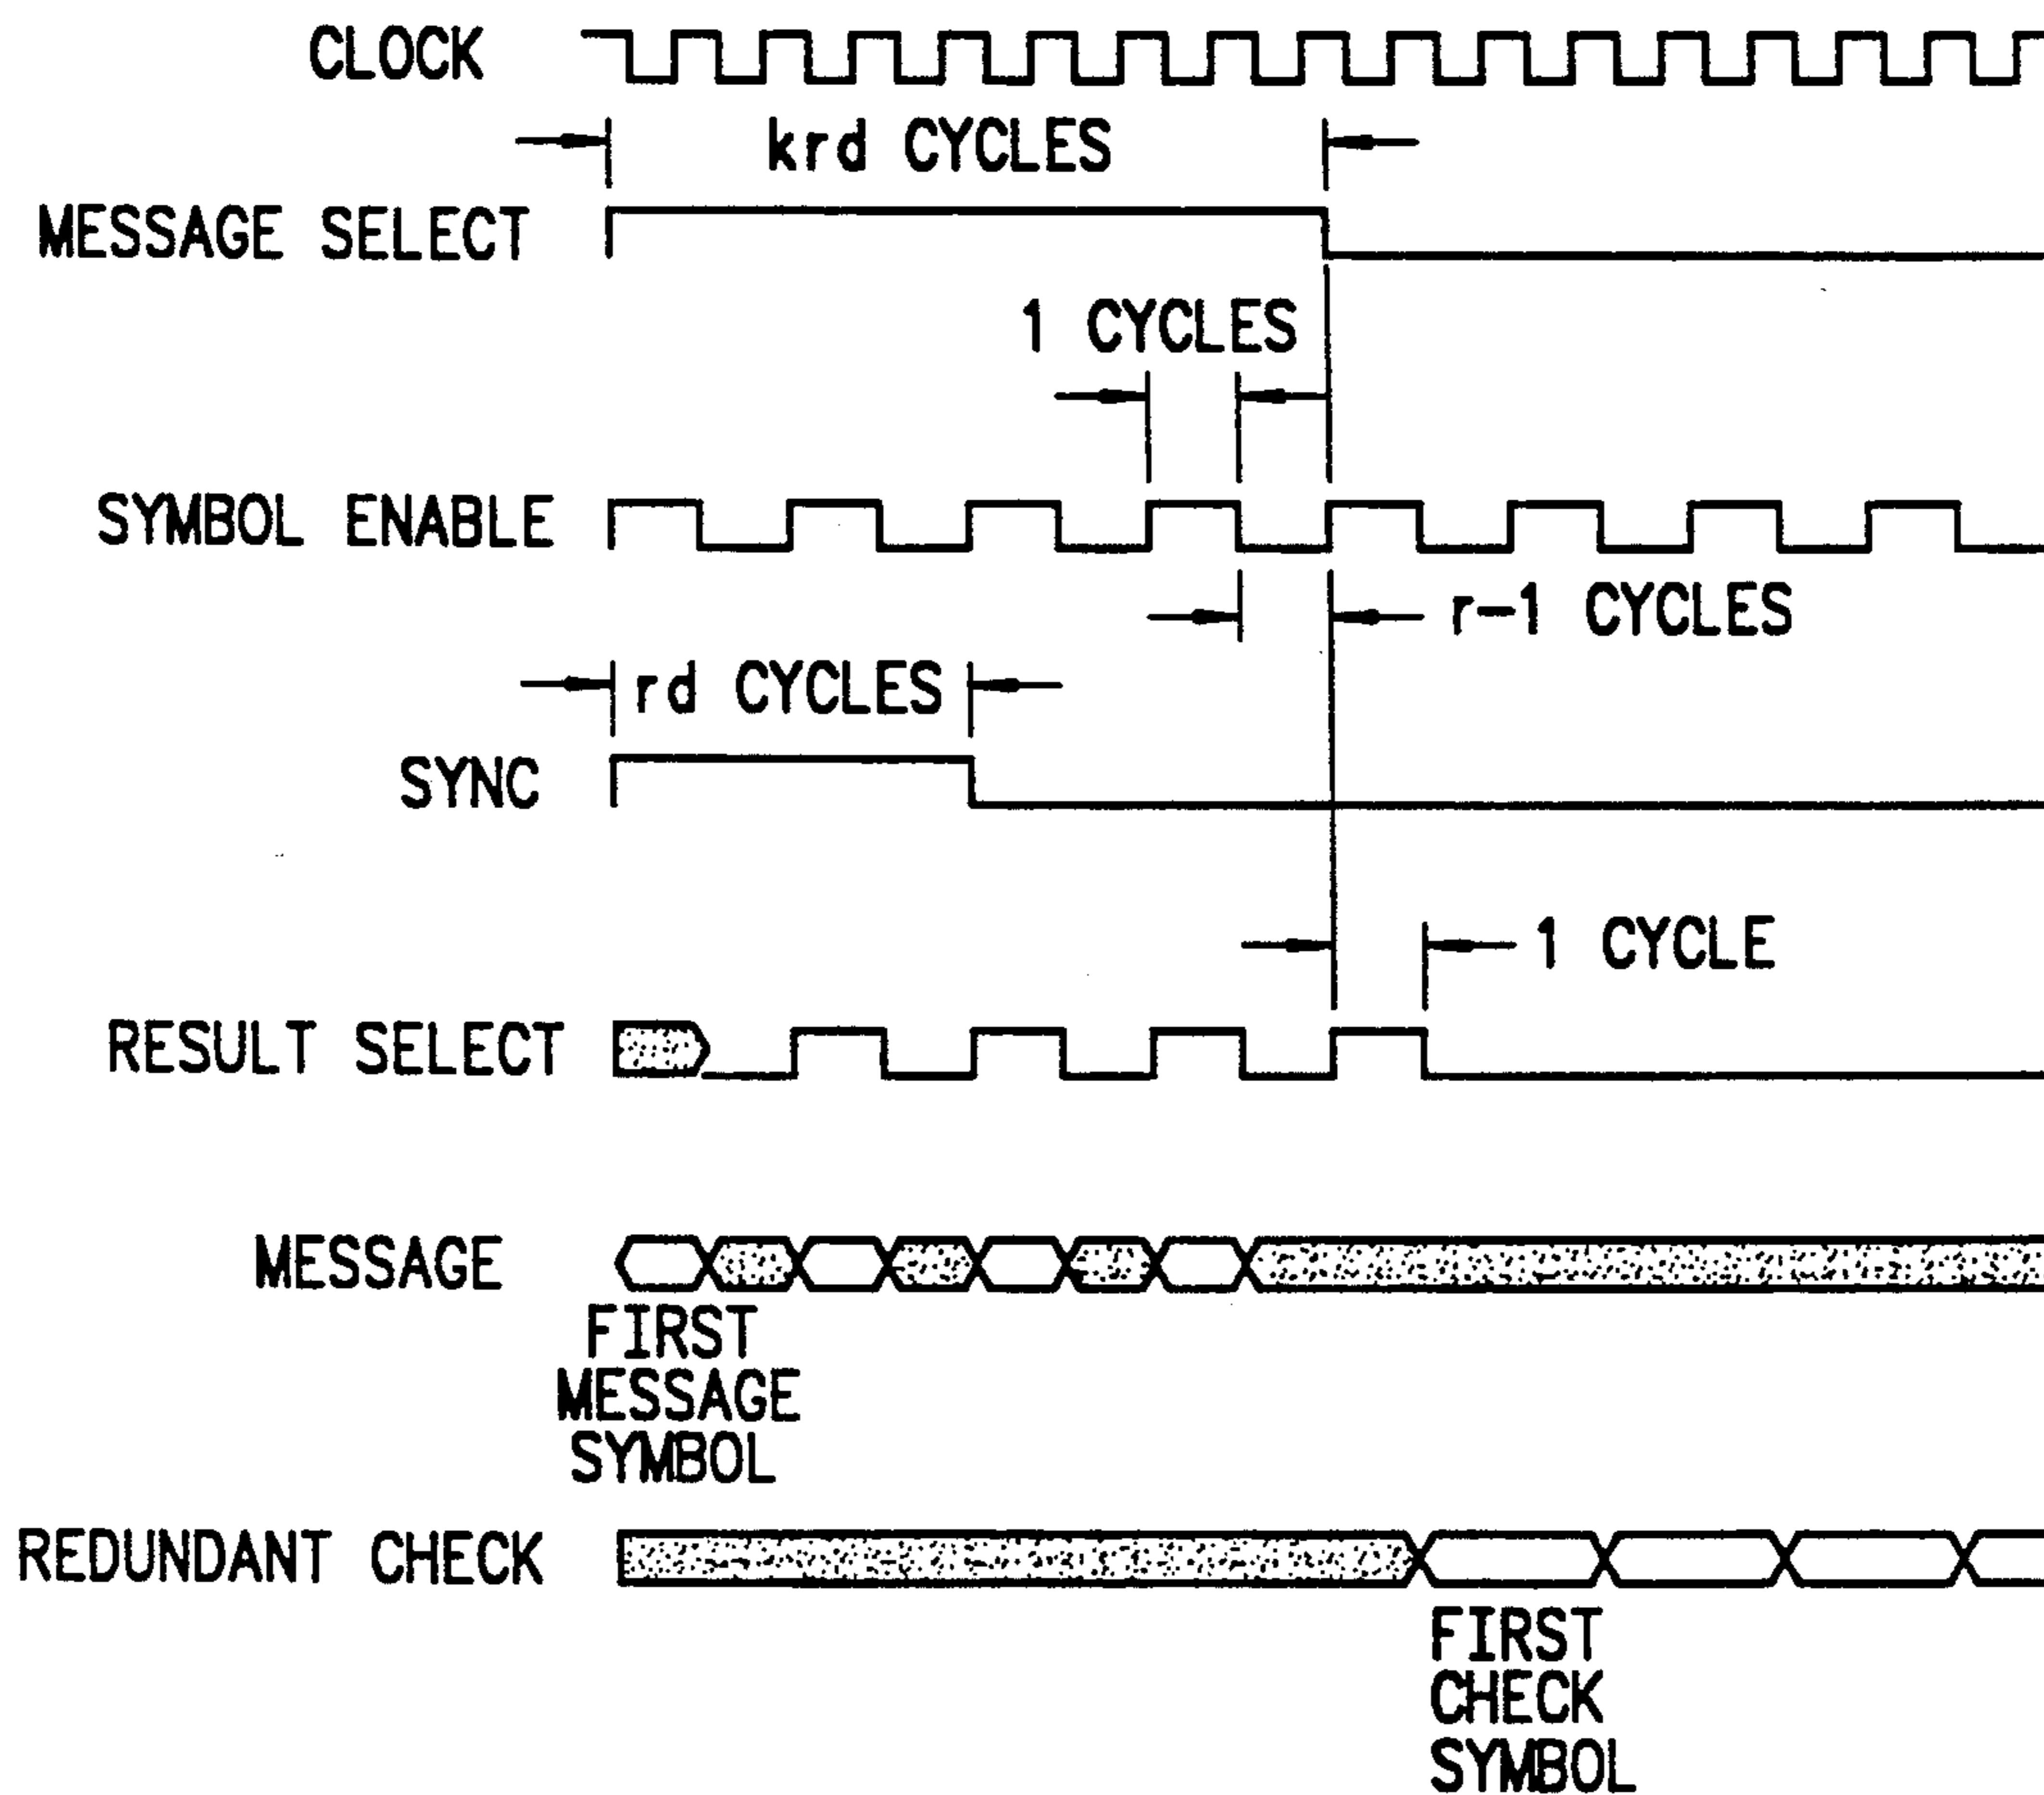 CLOCK
krd CYCLES
MESSAGE SELECT
1 CYCLES
SYMBOL ENABLE
r-1 CYCLES
rd CYCLES
SYNC
1 CYCLE
RESULT SELECT
MESSAGE
FIRST
MESSAGE
SYMBOL
REDUNDANT CHECK
FIRST
CHECK
SYMBOL